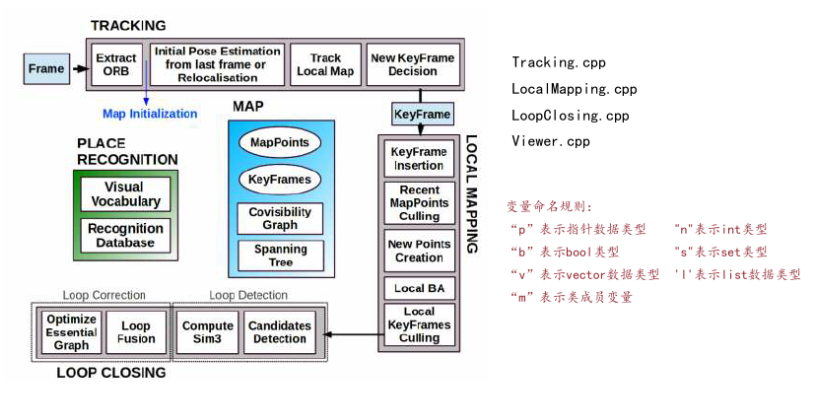 TRACKING
Frame
Extract
ORB
Initial Pose Estimation
from last frame or
Relocalisation
Track
Local Map
New KeyFrame
Decision
Map Initialization
KeyFrame
PLACE
RECOGNITION
Visual
Vocabulary
Recognition
Database
MAP
MapPoints
KeyFrames
Covisibility
Graph
Spanning
Tree
LOCAL MAPPING
KeyFrame
Insertion
Recent
MapPoints
Culling
New Points
Creation
Local BA
Local
KeyFrames
Culling
Loop Correction
Loop Detection
Optimize
Essential
Graph
Loop
Fusion
Compute
Sim3
Candidates
Detection
LOOP CLOSING
Tracking.cpp
LocalMapping.cpp
LoopClosing.cpp
Viewer.cpp
变量命名规则:
“p”表示指针数据类型 "n"表示int类型
“b”表示bool类型 "s"表示set类型
“v”表示vector数据类型 'l'表示list数据类型
“m”表示类成员变量